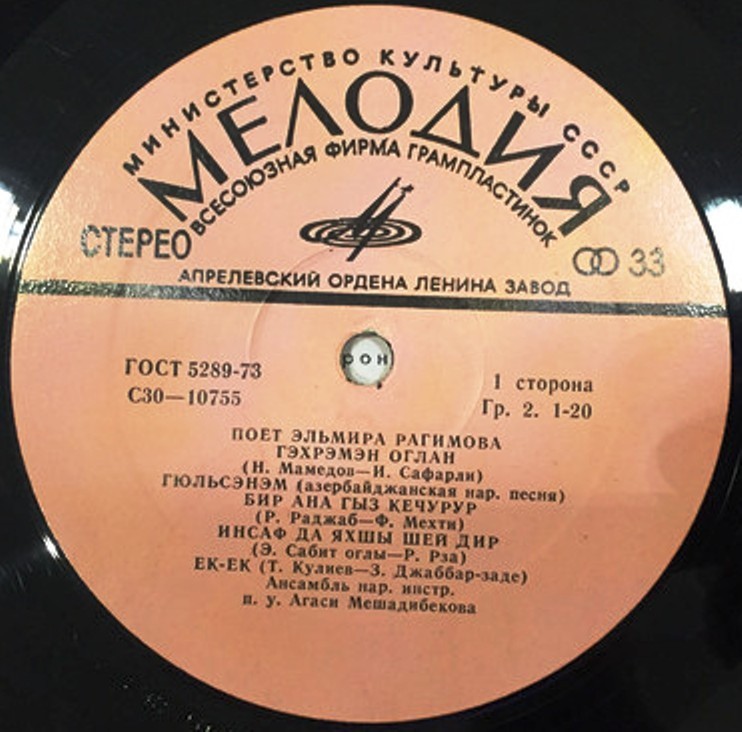 МИНИСТЕРСТВО КУЛЬТУРЫ СССР
МЕЛОДИЯ
ВСЕСОЮЗНАЯ ФИРМА ГРАМПЛАСТИНОК
СТЕРЕО
33
АПРЕЛЕВСКИЙ ОРДЕНА ЛЕНИНА ЗАВОД
ГОСТ 5289-73
С30—10755
1 сторона
Гр. 2. 1-20
ПОЕТ ЭЛЬМИРА РАГИМОВА
ГЭХРЭМЭН ОГЛАН
(Н. Мамедов—И. Сафарли)
ГЮЛЬСЭНЭМ (азербайджанская нар. песня)
БИР АНА ГЫЗ КЕЧУРУР
(Р. Раджаб—Ф. Мехти)
ИНСАФ ДА ЯХШЫ ШЕЙ ДИР
(Э. Сабит оглы—Р. Рза)
ЕК-ЕК (Т. Кулиев—З. Джаббар-заде)
Ансамбль нар. инстр.
п. у. Агаси Мешадибекова